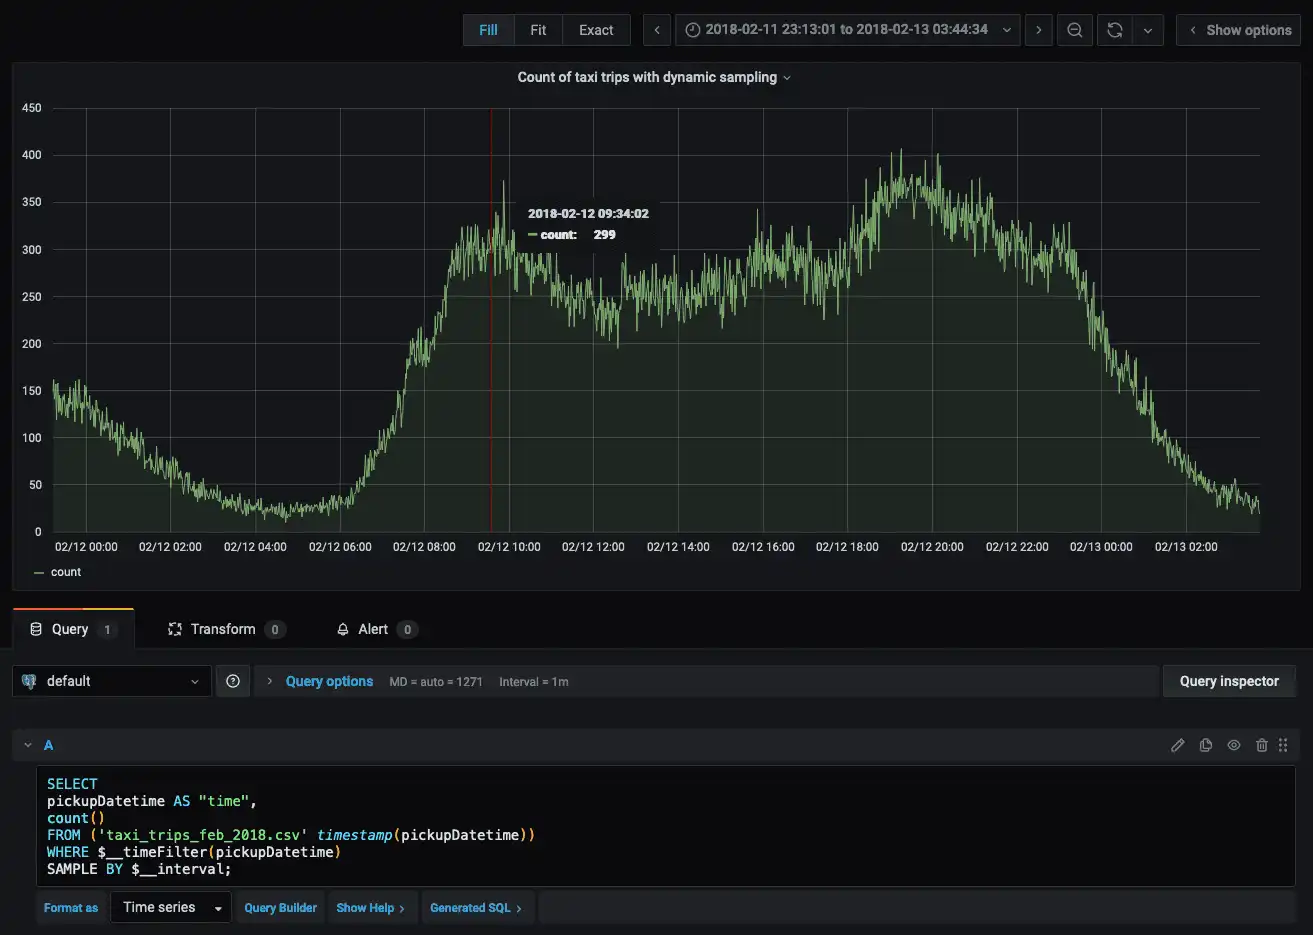 Fill Fit Exact 2018-02-11 23:13:01 to 2018-02-13 03:44:34 Show options
Count of taxi trips with dynamic sampling
450
400
350
300
250
200
150
100
50
0
2018-02-12 09:34:02
count: 299
02/12 00:00 02/12 02:00 02/12 04:00 02/12 06:00 02/12 08:00 02/12 10:00 02/12 12:00 02/12 14:00 02/12 16:00 02/12 18:00 02/12 20:00 02/12 22:00 02/13 00:00 02/13 02:00
count
Query 1 Transform 0 Alert 0
default Query options MD = auto = 1271 Interval = 1m Query inspector
A
SELECT
pickupDatetime AS "time",
count()
FROM ('taxi_trips_feb_2018.csv' timestamp(pickupDatetime))
WHERE $__timeFilter(pickupDatetime)
SAMPLE BY $__interval;
Format as Time series Query Builder Show Help Generated SQL